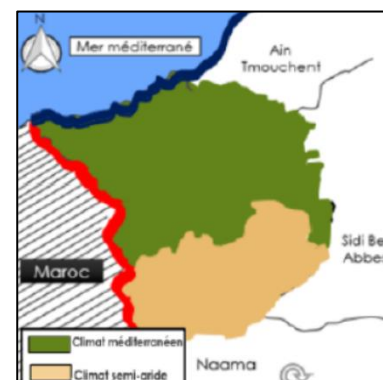 N
Mer méditerrané
Ain
Tmouchent
Sidi Be
Abbes
Maroc
Climat méditerranéen
Naama
Climat semi-aride